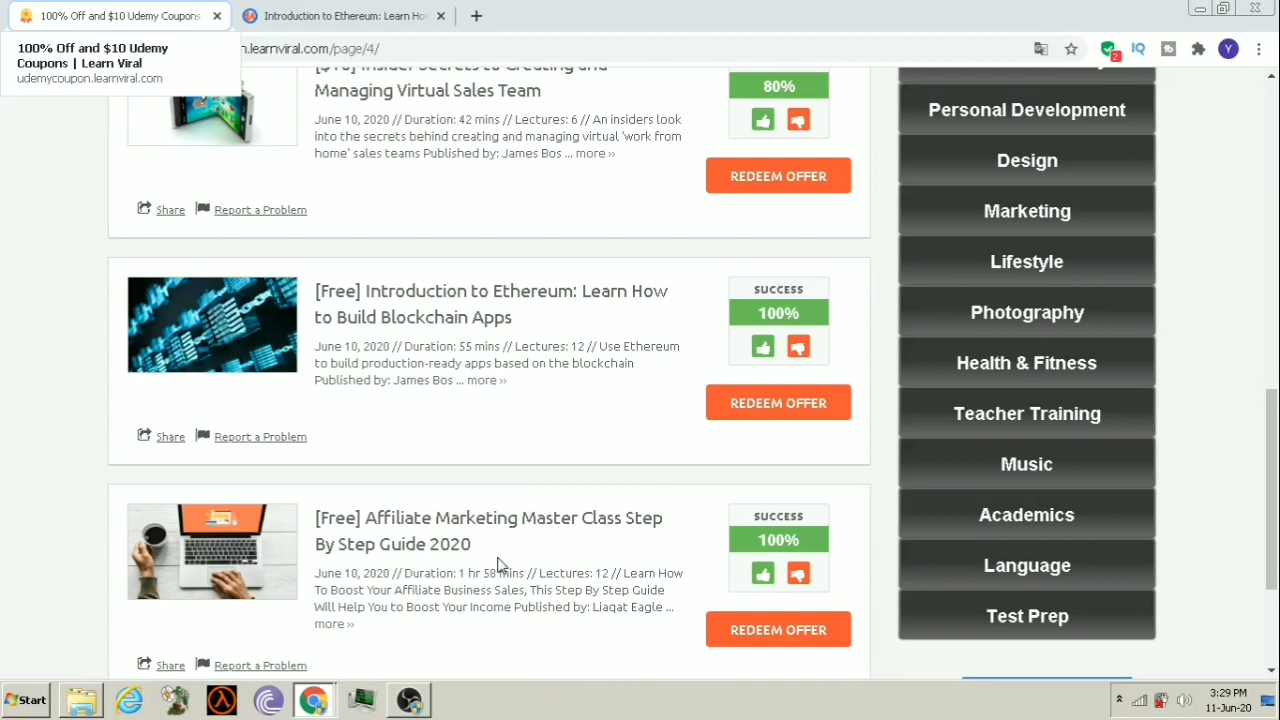 100% Off and $10 Udemy Coupons
Introduction to Ethereum: Learn Ho
100% Off and $10 Udemy
Coupons | Learn Viral
udemycoupon.learnviral.com
n.learnviral.com/page/4/
2
IQ
Y
Managing Virtual Sales Team
June 10, 2020 // Duration: 42 mins // Lectures: 6 // An insiders look
into the secrets behind creating and managing virtual 'work from
home' sales teams Published by: James Bos ... more ››
80%
REDEEM OFFER
Share
Report a Problem
[Free] Introduction to Ethereum: Learn How
to Build Blockchain Apps
June 10, 2020 // Duration: 55 mins // Lectures: 12 // Use Ethereum
to build production-ready apps based on the blockchain
Published by: James Bos ... more ››
SUCCESS
100%
REDEEM OFFER
Share
Report a Problem
[Free] Affiliate Marketing Master Class Step
By Step Guide 2020
June 10, 2020 // Duration: 1 hr 58 mins // Lectures: 12 // Learn How
To Boost Your Affiliate Business Sales, This Step By Step Guide
Will Help You to Boost Your Income Published by: Liaqat Eagle ...
more ››
SUCCESS
100%
REDEEM OFFER
Share
Report a Problem
Personal Development
Design
Marketing
Lifestyle
Photography
Health & Fitness
Teacher Training
Music
Academics
Language
Test Prep
Start
3:29 PM
11-Jun-20